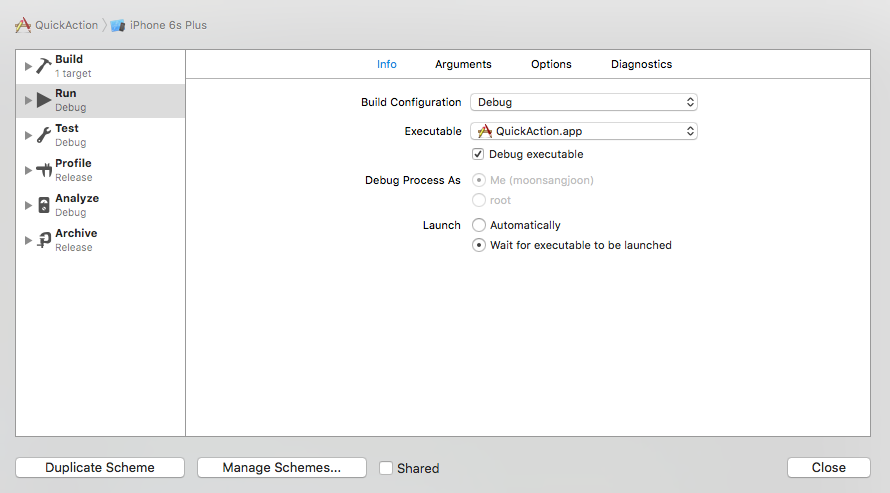 QuickAction iPhone 6s Plus
Build
1 target
Run
Debug
Test
Debug
Profile
Release
Analyze
Debug
Archive
Release
Info Arguments Options Diagnostics
Build Configuration Debug
Executable QuickAction.app
Debug executable
Debug Process As Me (moonsangjoon)
root
Launch Automatically
Wait for executable to be launched
Duplicate Scheme Manage Schemes... Shared Close